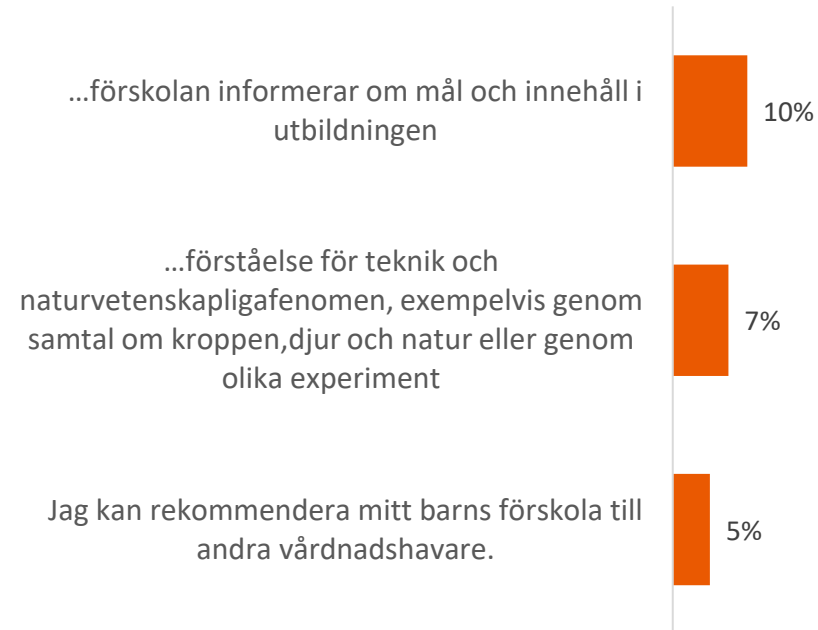 ...förskolan informerar om mål och innehåll i
utbildningen
10%
...förståelse för teknik och
naturvetenskapligafenomen, exempelvis genom
samtal om kroppen,djur och natur eller genom
olika experiment
7%
Jag kan rekommendera mitt barns förskola till
andra vårdnadshavare.
5%